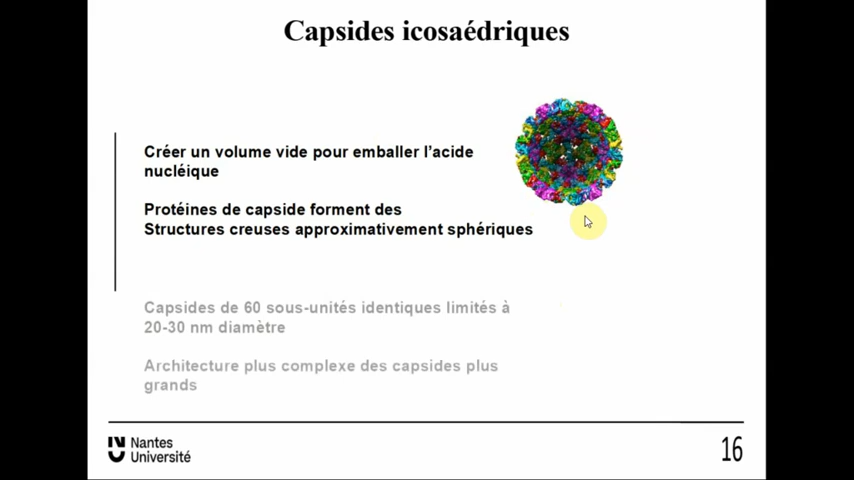 Capsides icosaédriques
Créer un volume vide pour emballer l’acide
nucléique
Protéines de capside forment des
Structures creuses approximativement sphériques
Capsides de 60 sous-unités identiques limités à
20-30 nm diamètre
Architecture plus complexe des capsides plus
grands
Nantes
Université
16